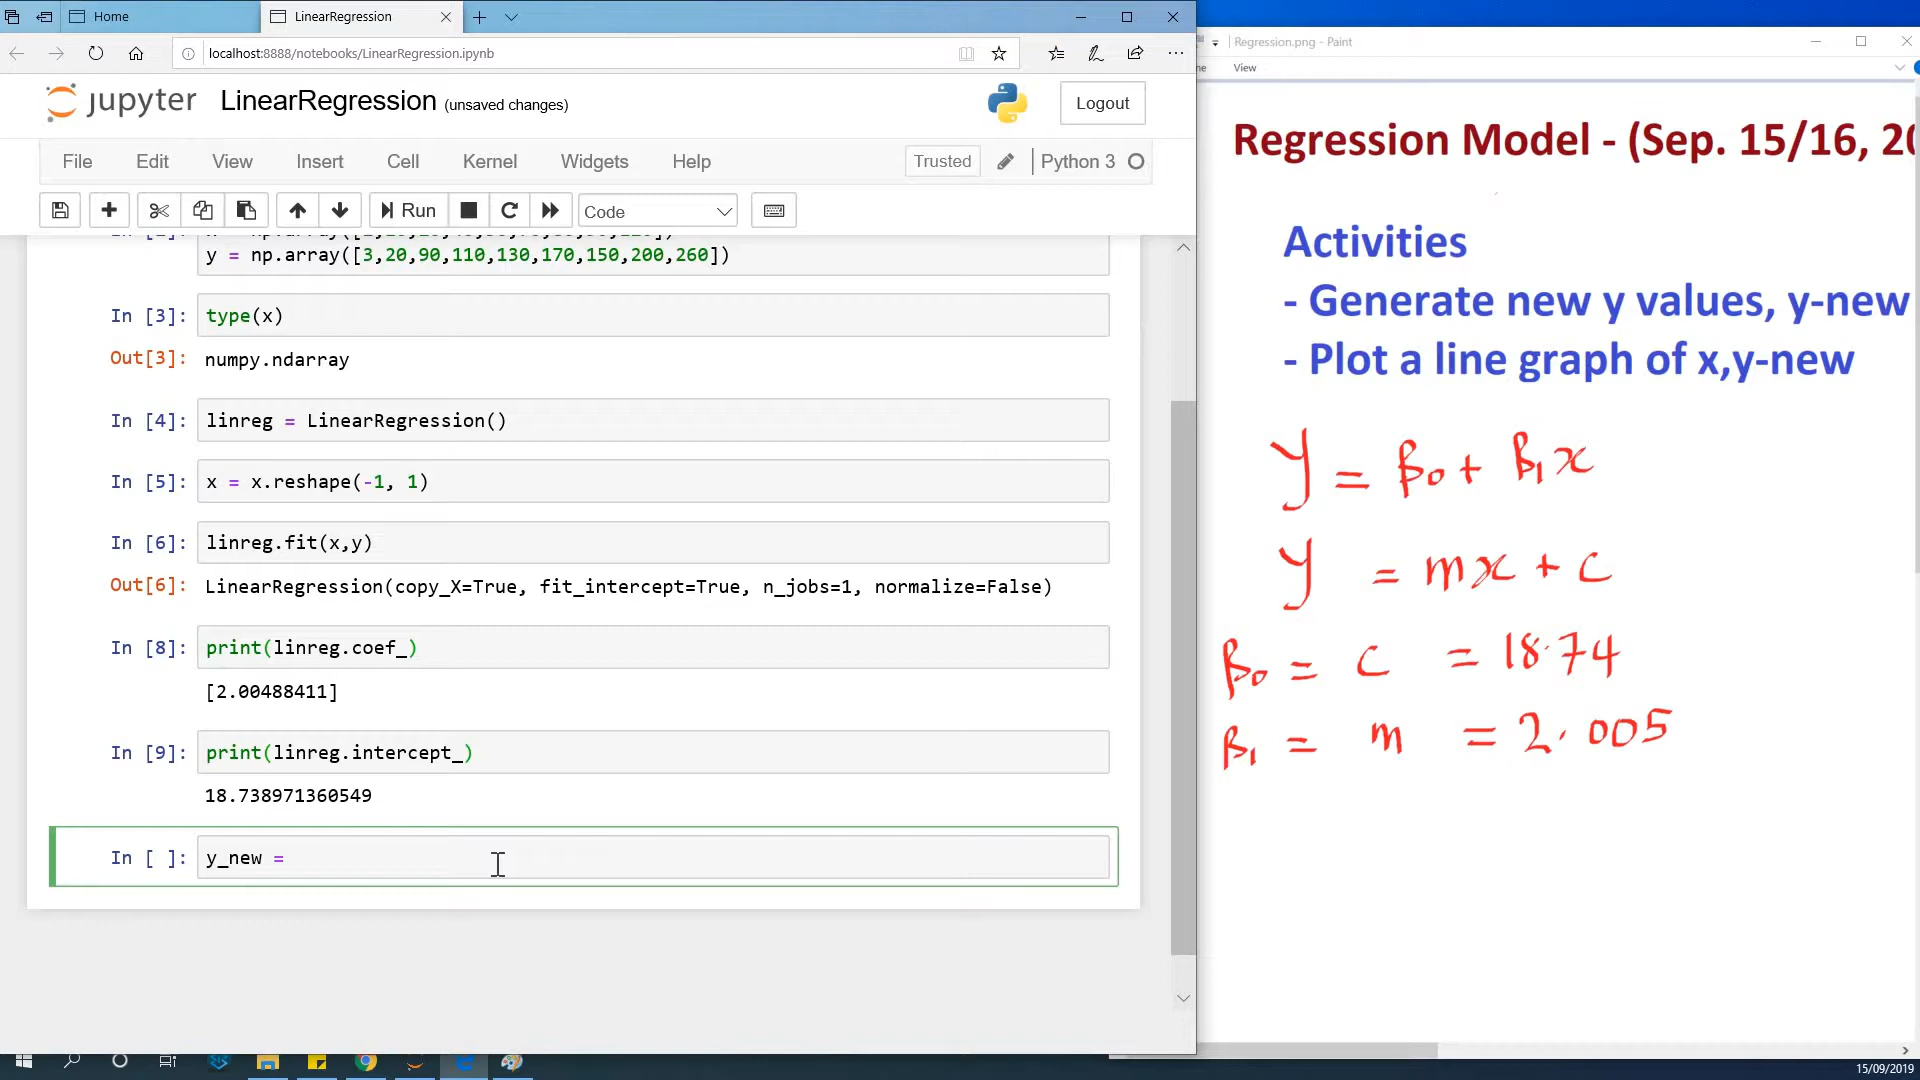 Home
LinearRegression
localhost:8888/notebooks/LinearRegression.ipynb
jupyter LinearRegression (unsaved changes)
Logout
File Edit View Insert Cell Kernel Widgets Help
Trusted Python 3
Run Code
y = np.array([3,20,90,110,130,170,150,200,260])
In [3]: type(x)
Out[3]: numpy.ndarray
In [4]: linreg = LinearRegression()
In [5]: x = x.reshape(-1, 1)
In [6]: linreg.fit(x,y)
Out[6]: LinearRegression(copy_X=True, fit_intercept=True, n_jobs=1, normalize=False)
In [8]: print(linreg.coef_)
[2.00488411]
In [9]: print(linreg.intercept_)
18.738971360549
In [ ]: y_new =
Regression.png - Paint
View
Regression Model - (Sep. 15/16, 20
Activities
- Generate new y values, y-new
- Plot a line graph of x,y-new
y = β0 + β1x
y = mx + c
β0 = c = 18.74
β1 = m = 2.005
15/09/2019